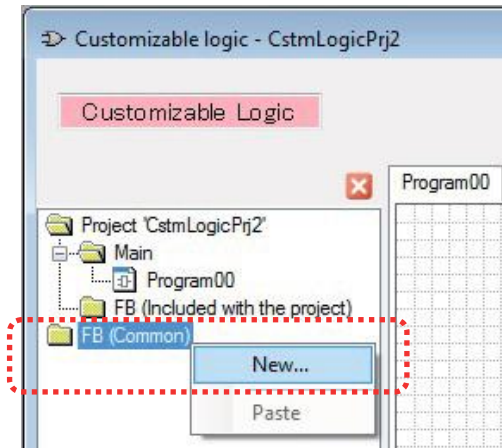 Customizable logic - CstmLogicPrj2
Customizable Logic
Program00
Project 'CstmLogicPrj2'
Main
Program00
FB (Included with the project)
FB (Common)
New...
Paste